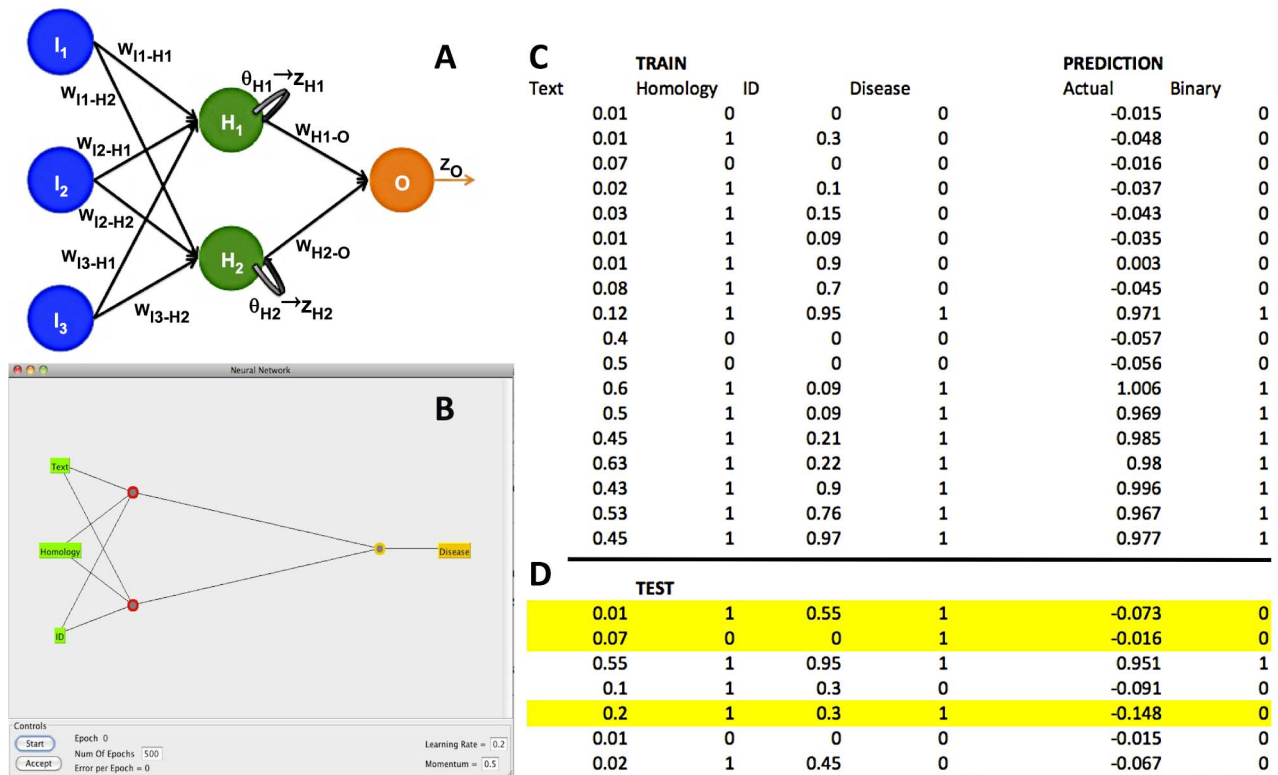 A
I1
I2
I3
H1
H2
O
WI1-H1
WI1-H2
WI2-H1
WI2-H2
WI3-H1
WI3-H2
θH1→ZH1
θH2→ZH2
WH1-O
WH2-O
ZO
Neural Network
B
Text
Homology
ID
Disease
Controls
Start
Accept
Epoch 0
Num Of Epochs 500
Error per Epoch = 0
Learning Rate = 0.2
Momentum = 0.5
C
TRAIN PREDICTION
Text Homology ID Disease Actual Binary
0.01 0 0 0 -0.015 0
0.01 1 0.3 0 -0.048 0
0.07 0 0 0 -0.016 0
0.02 1 0.1 0 -0.037 0
0.03 1 0.15 0 -0.043 0
0.01 1 0.09 0 -0.035 0
0.01 1 0.9 0 0.003 0
0.08 1 0.7 0 -0.045 0
0.12 1 0.95 1 0.971 1
0.4 0 0 0 -0.057 0
0.5 0 0 0 -0.056 0
0.6 1 0.09 1 1.006 1
0.5 1 0.09 1 0.969 1
0.45 1 0.21 1 0.985 1
0.63 1 0.22 1 0.98 1
0.43 1 0.9 1 0.996 1
0.53 1 0.76 1 0.967 1
0.45 1 0.97 1 0.977 1
D
TEST
0.01 1 0.55 1 -0.073 0
0.07 0 0 1 -0.016 0
0.55 1 0.95 1 0.951 1
0.1 1 0.3 0 -0.091 0
0.2 1 0.3 1 -0.148 0
0.01 0 0 0 -0.015 0
0.02 1 0.45 0 -0.067 0